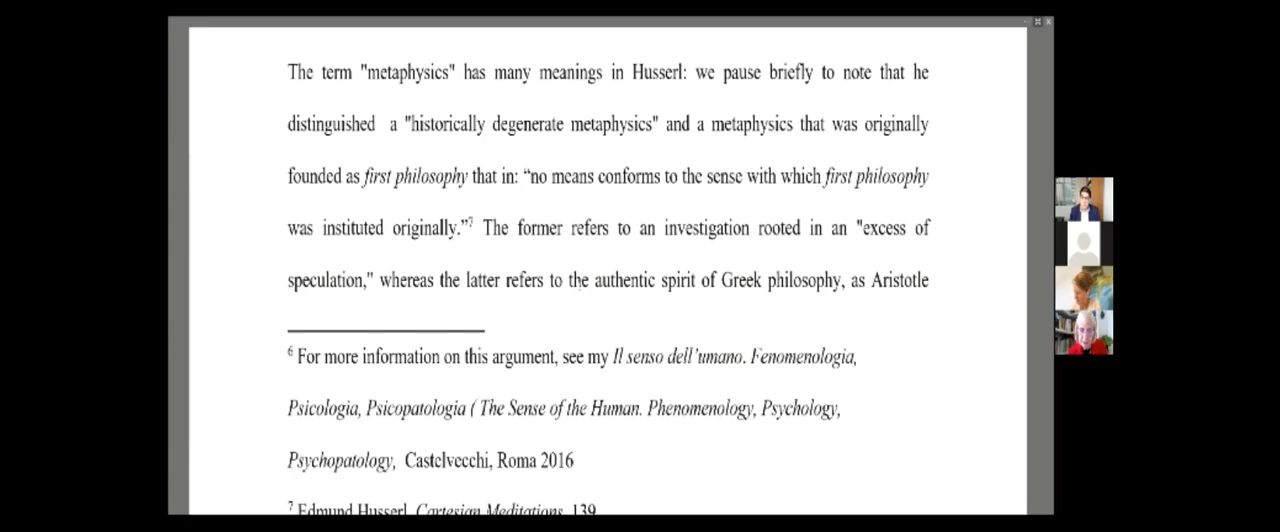 The term "metaphysics" has many meanings in Husserl: we pause briefly to note that he
distinguished a "historically degenerate metaphysics" and a metaphysics that was originally
founded as first philosophy that in: “no means conforms to the sense with which first philosophy
was instituted originally.”7 The former refers to an investigation rooted in an "excess of
speculation," whereas the latter refers to the authentic spirit of Greek philosophy, as Aristotle
6 For more information on this argument, see my Il senso dell’umano. Fenomenologia,
Psicologia, Psicopatologia ( The Sense of the Human. Phenomenology, Psychology,
Psychopatology, Castelvecchi, Roma 2016
7 Edmund Husserl, Cartesian Meditations, 139